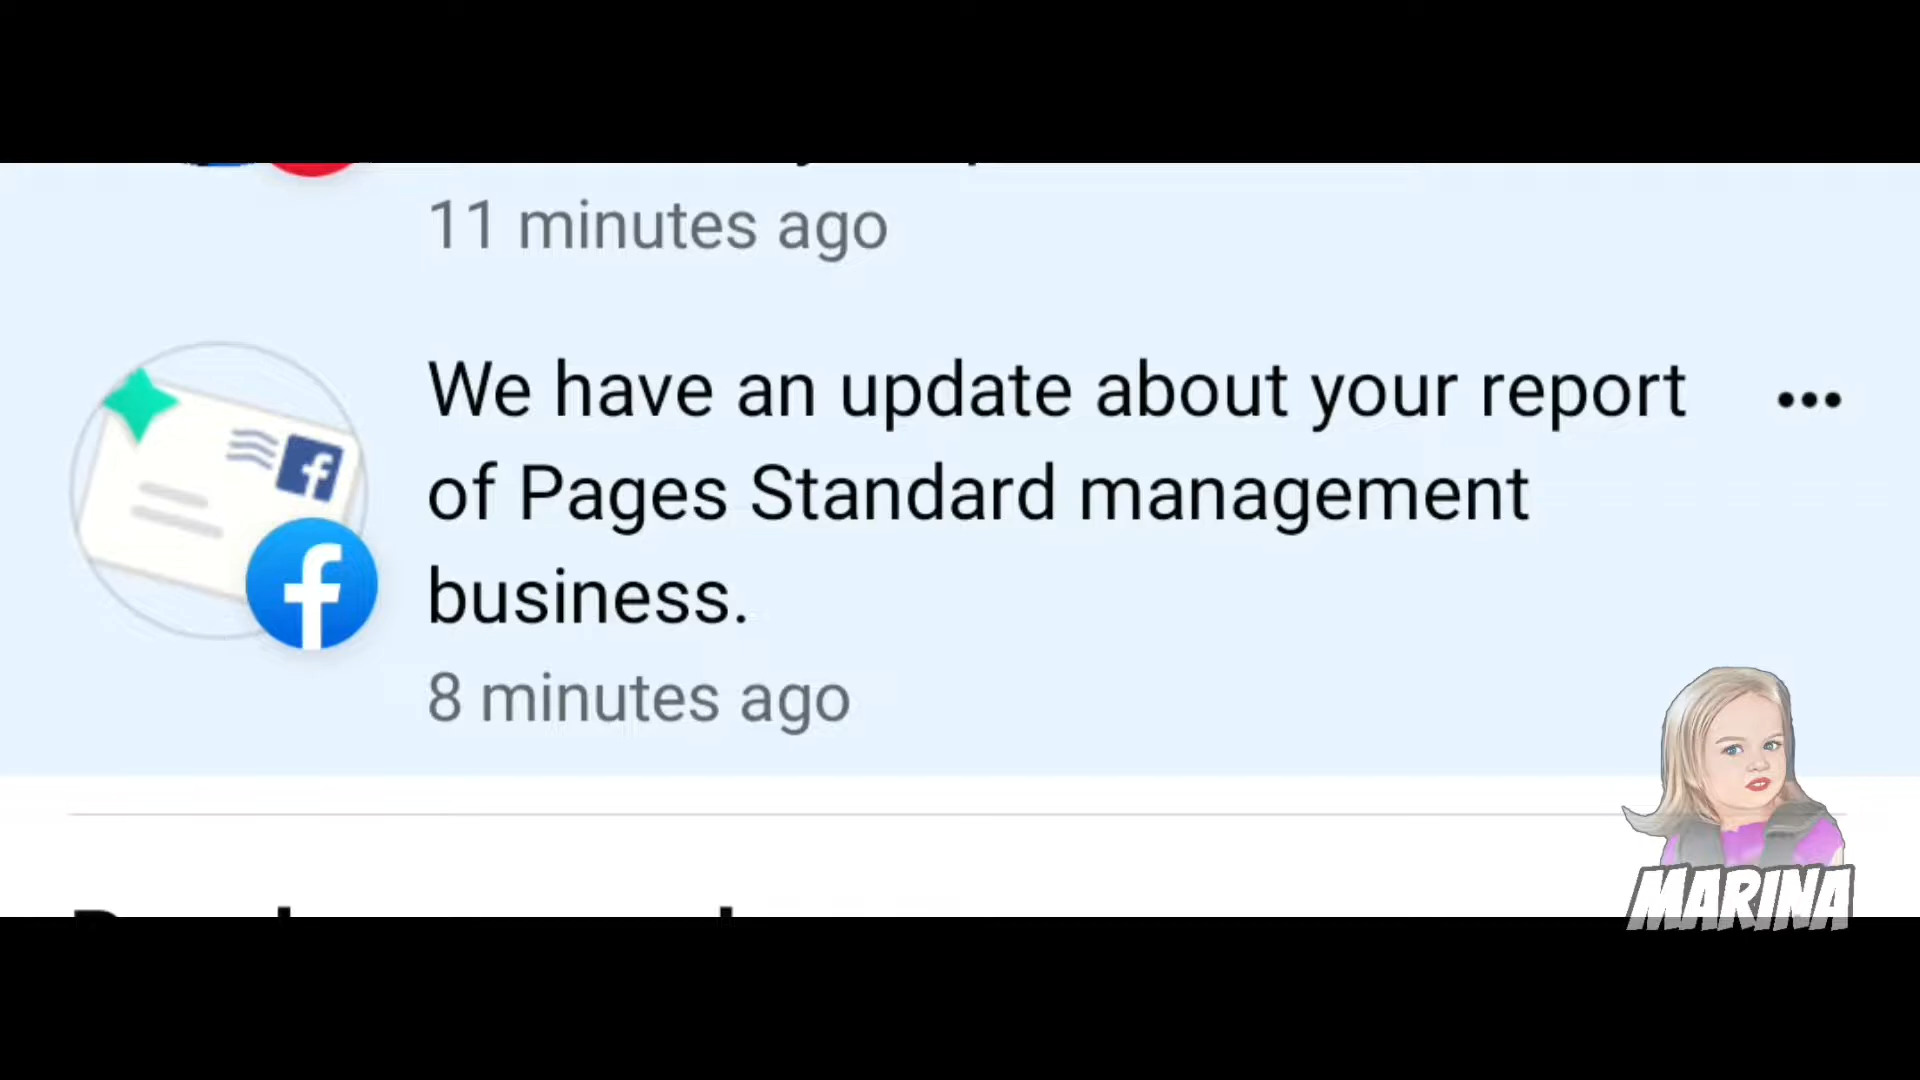 11 minutes ago
We have an update about your report
of Pages Standard management
business.
8 minutes ago
MARINA